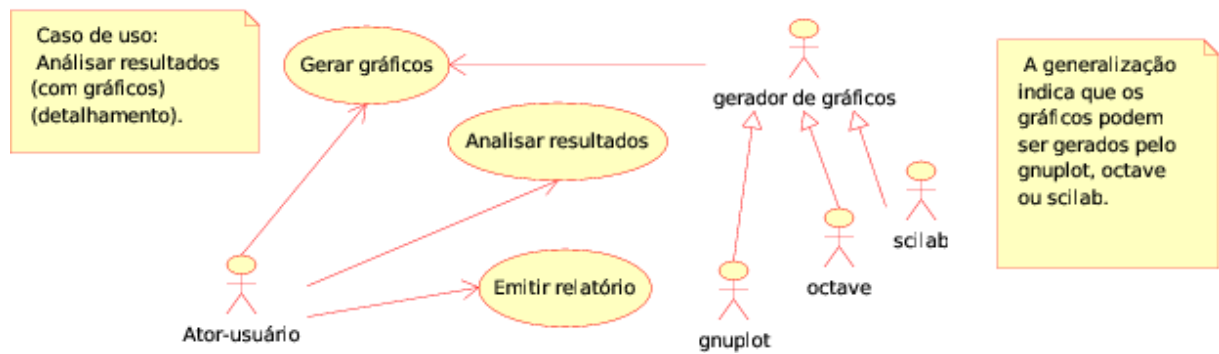 Caso de uso:
Análisar resultados
(com gráficos)
(detalhamento).
Gerar gráficos
gerador de gráficos
A generalização
indica que os
gráficos podem
ser gerados pelo
gnuplot, octave
ou scilab.
Analisar resultados
scilab
Emitir relatório
octave
Ator-usuário
gnuplot